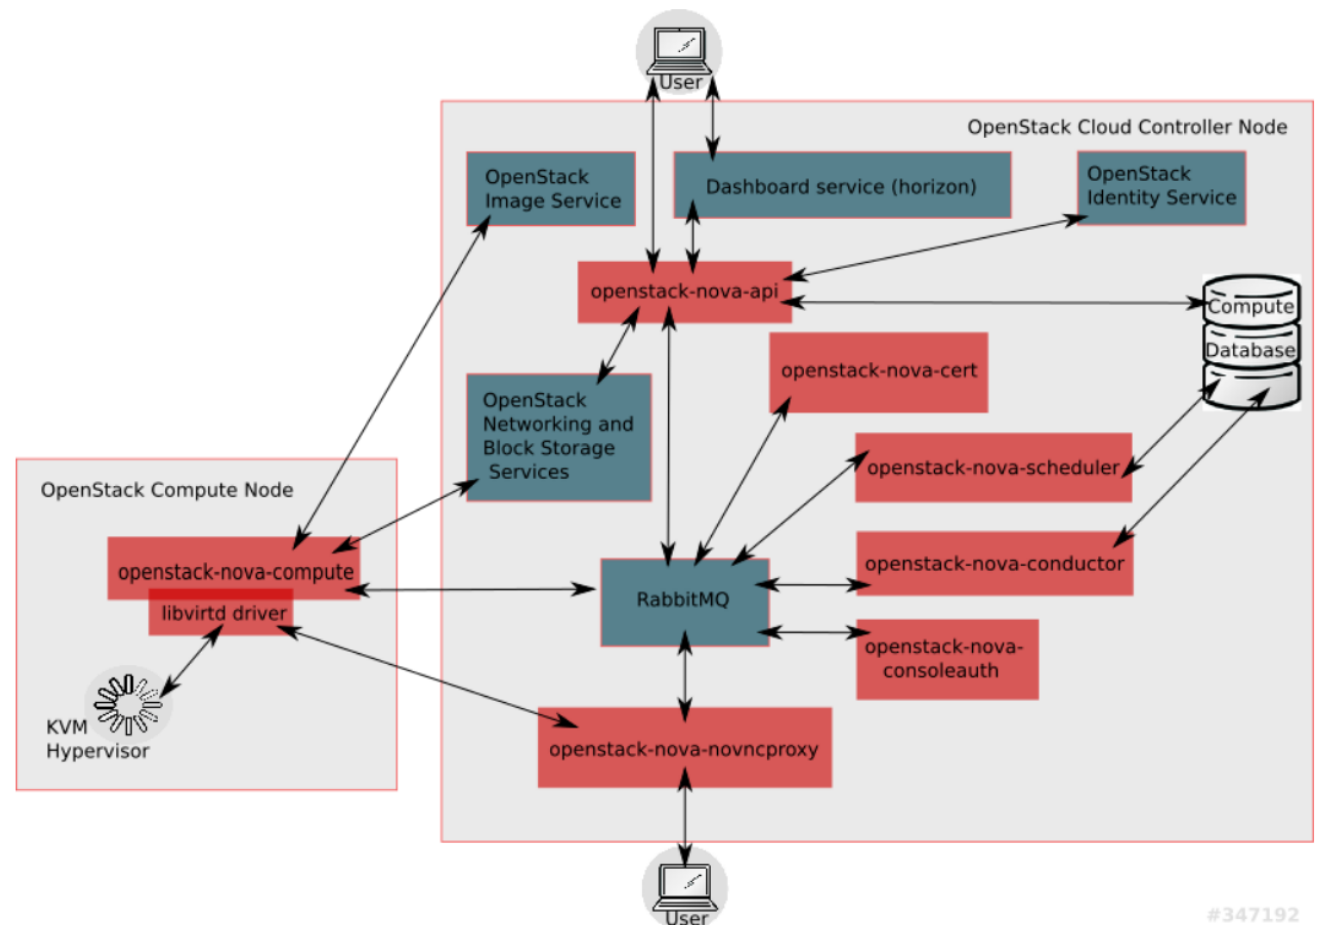 User
OpenStack Cloud Controller Node
OpenStack
Image Service
Dashboard service (horizon)
OpenStack
Identity Service
openstack-nova-api
Compute
Database
openstack-nova-cert
OpenStack
Networking and
Block Storage
Services
openstack-nova-scheduler
OpenStack Compute Node
openstack-nova-compute
libvirtd driver
openstack-nova-conductor
RabbitMQ
openstack-nova-
consoleauth
KVM
Hypervisor
openstack-nova-novncproxy
User
#347192